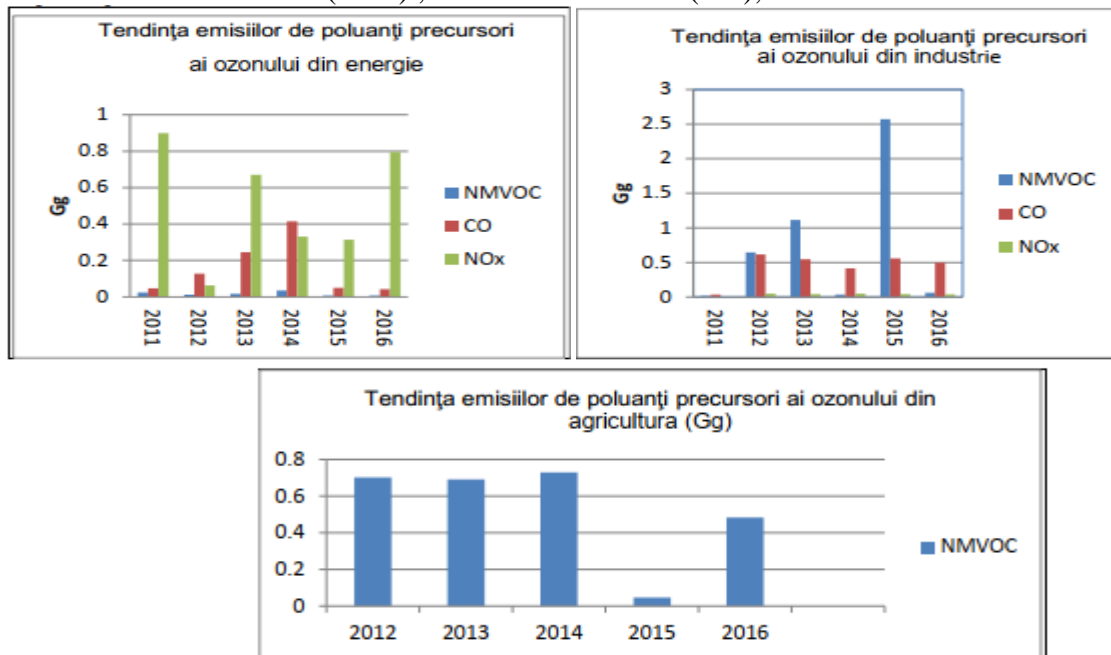 Tendinţa emisiilor de poluanţi precursori
ai ozonului din energie
1
0.8
0.6
0.4
0.2
0
Gg
2011
2012
2013
2014
2015
2016
NMVOC
CO
NOx
Tendinţa emisiilor de poluanţi precursori
ai ozonului din industrie
3
2.5
2
1.5
1
0.5
0
Gg
2011
2012
2013
2014
2015
2016
NMVOC
CO
NOx
Tendinţa emisiilor de poluanţi precursori ai ozonului din
agricultura (Gg)
0.8
0.6
0.4
0.2
0
2012 2013 2014 2015 2016
NMVOC